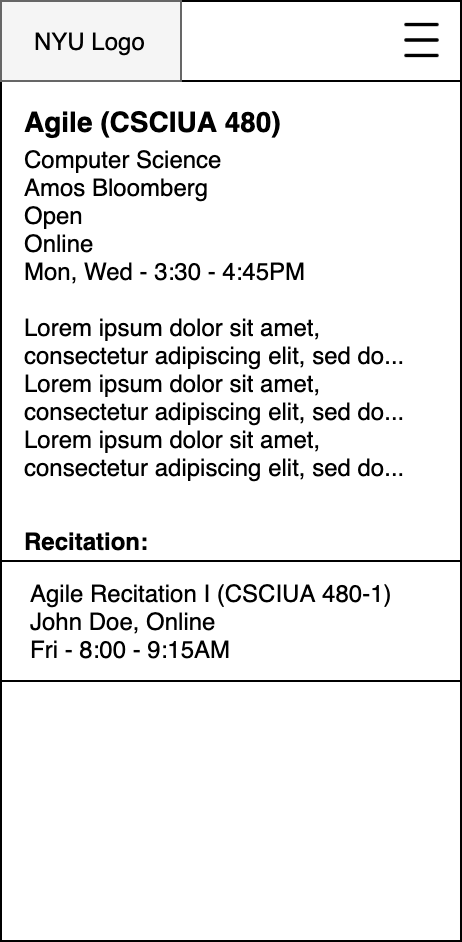 NYU Logo
Agile (CSCIUA 480)
Computer Science
Amos Bloomberg
Open
Online
Mon, Wed - 3:30 - 4:45PM
Lorem ipsum dolor sit amet,
consectetur adipiscing elit, sed do...
Lorem ipsum dolor sit amet,
consectetur adipiscing elit, sed do...
Lorem ipsum dolor sit amet,
consectetur adipiscing elit, sed do...
Recitation:
Agile Recitation I (CSCIUA 480-1)
John Doe, Online
Fri - 8:00 - 9:15AM